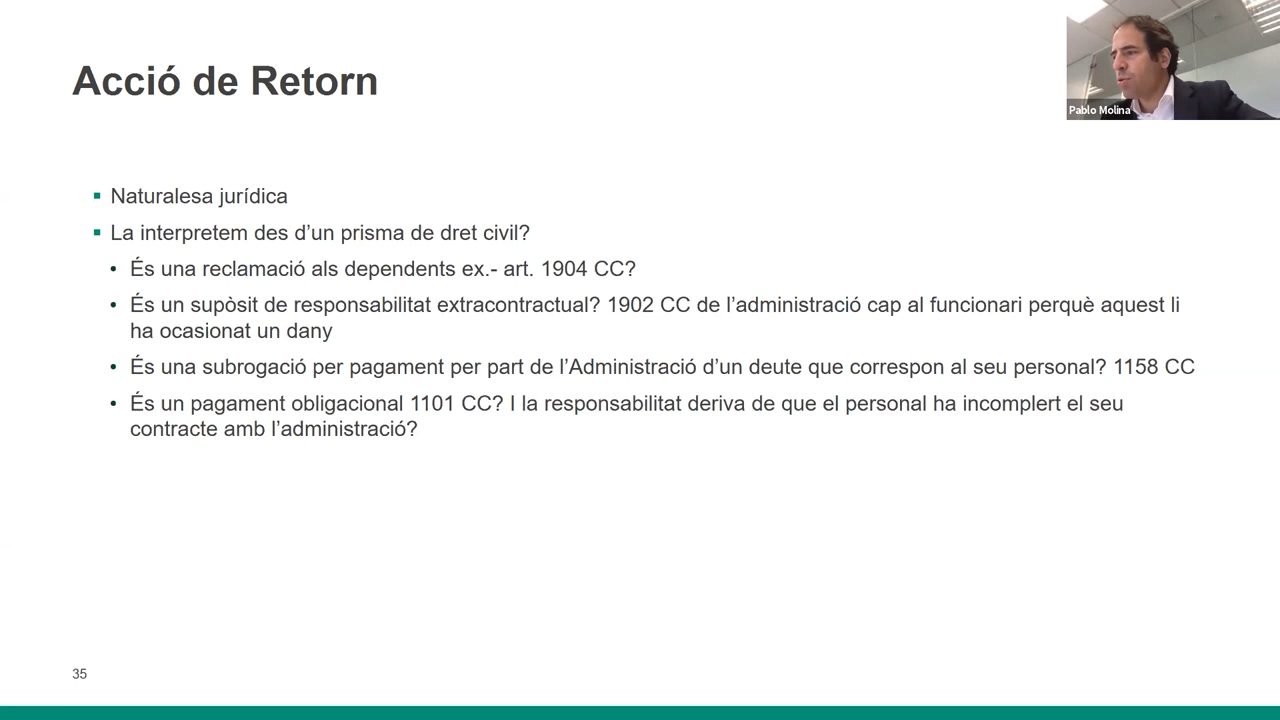 Acció de Retorn
Pablo Molina
Naturalesa jurídica
La interpretem des d’un prisma de dret civil?
És una reclamació als dependents ex.- art. 1904 CC?
És un supòsit de responsabilitat extracontractual? 1902 CC de l’administració cap al funcionari perquè aquest li
ha ocasionat un dany
És una subrogació per pagament per part de l’Administració d’un deute que correspon al seu personal? 1158 CC
És un pagament obligacional 1101 CC? I la responsabilitat deriva de que el personal ha incomplert el seu
contracte amb l’administració?
35